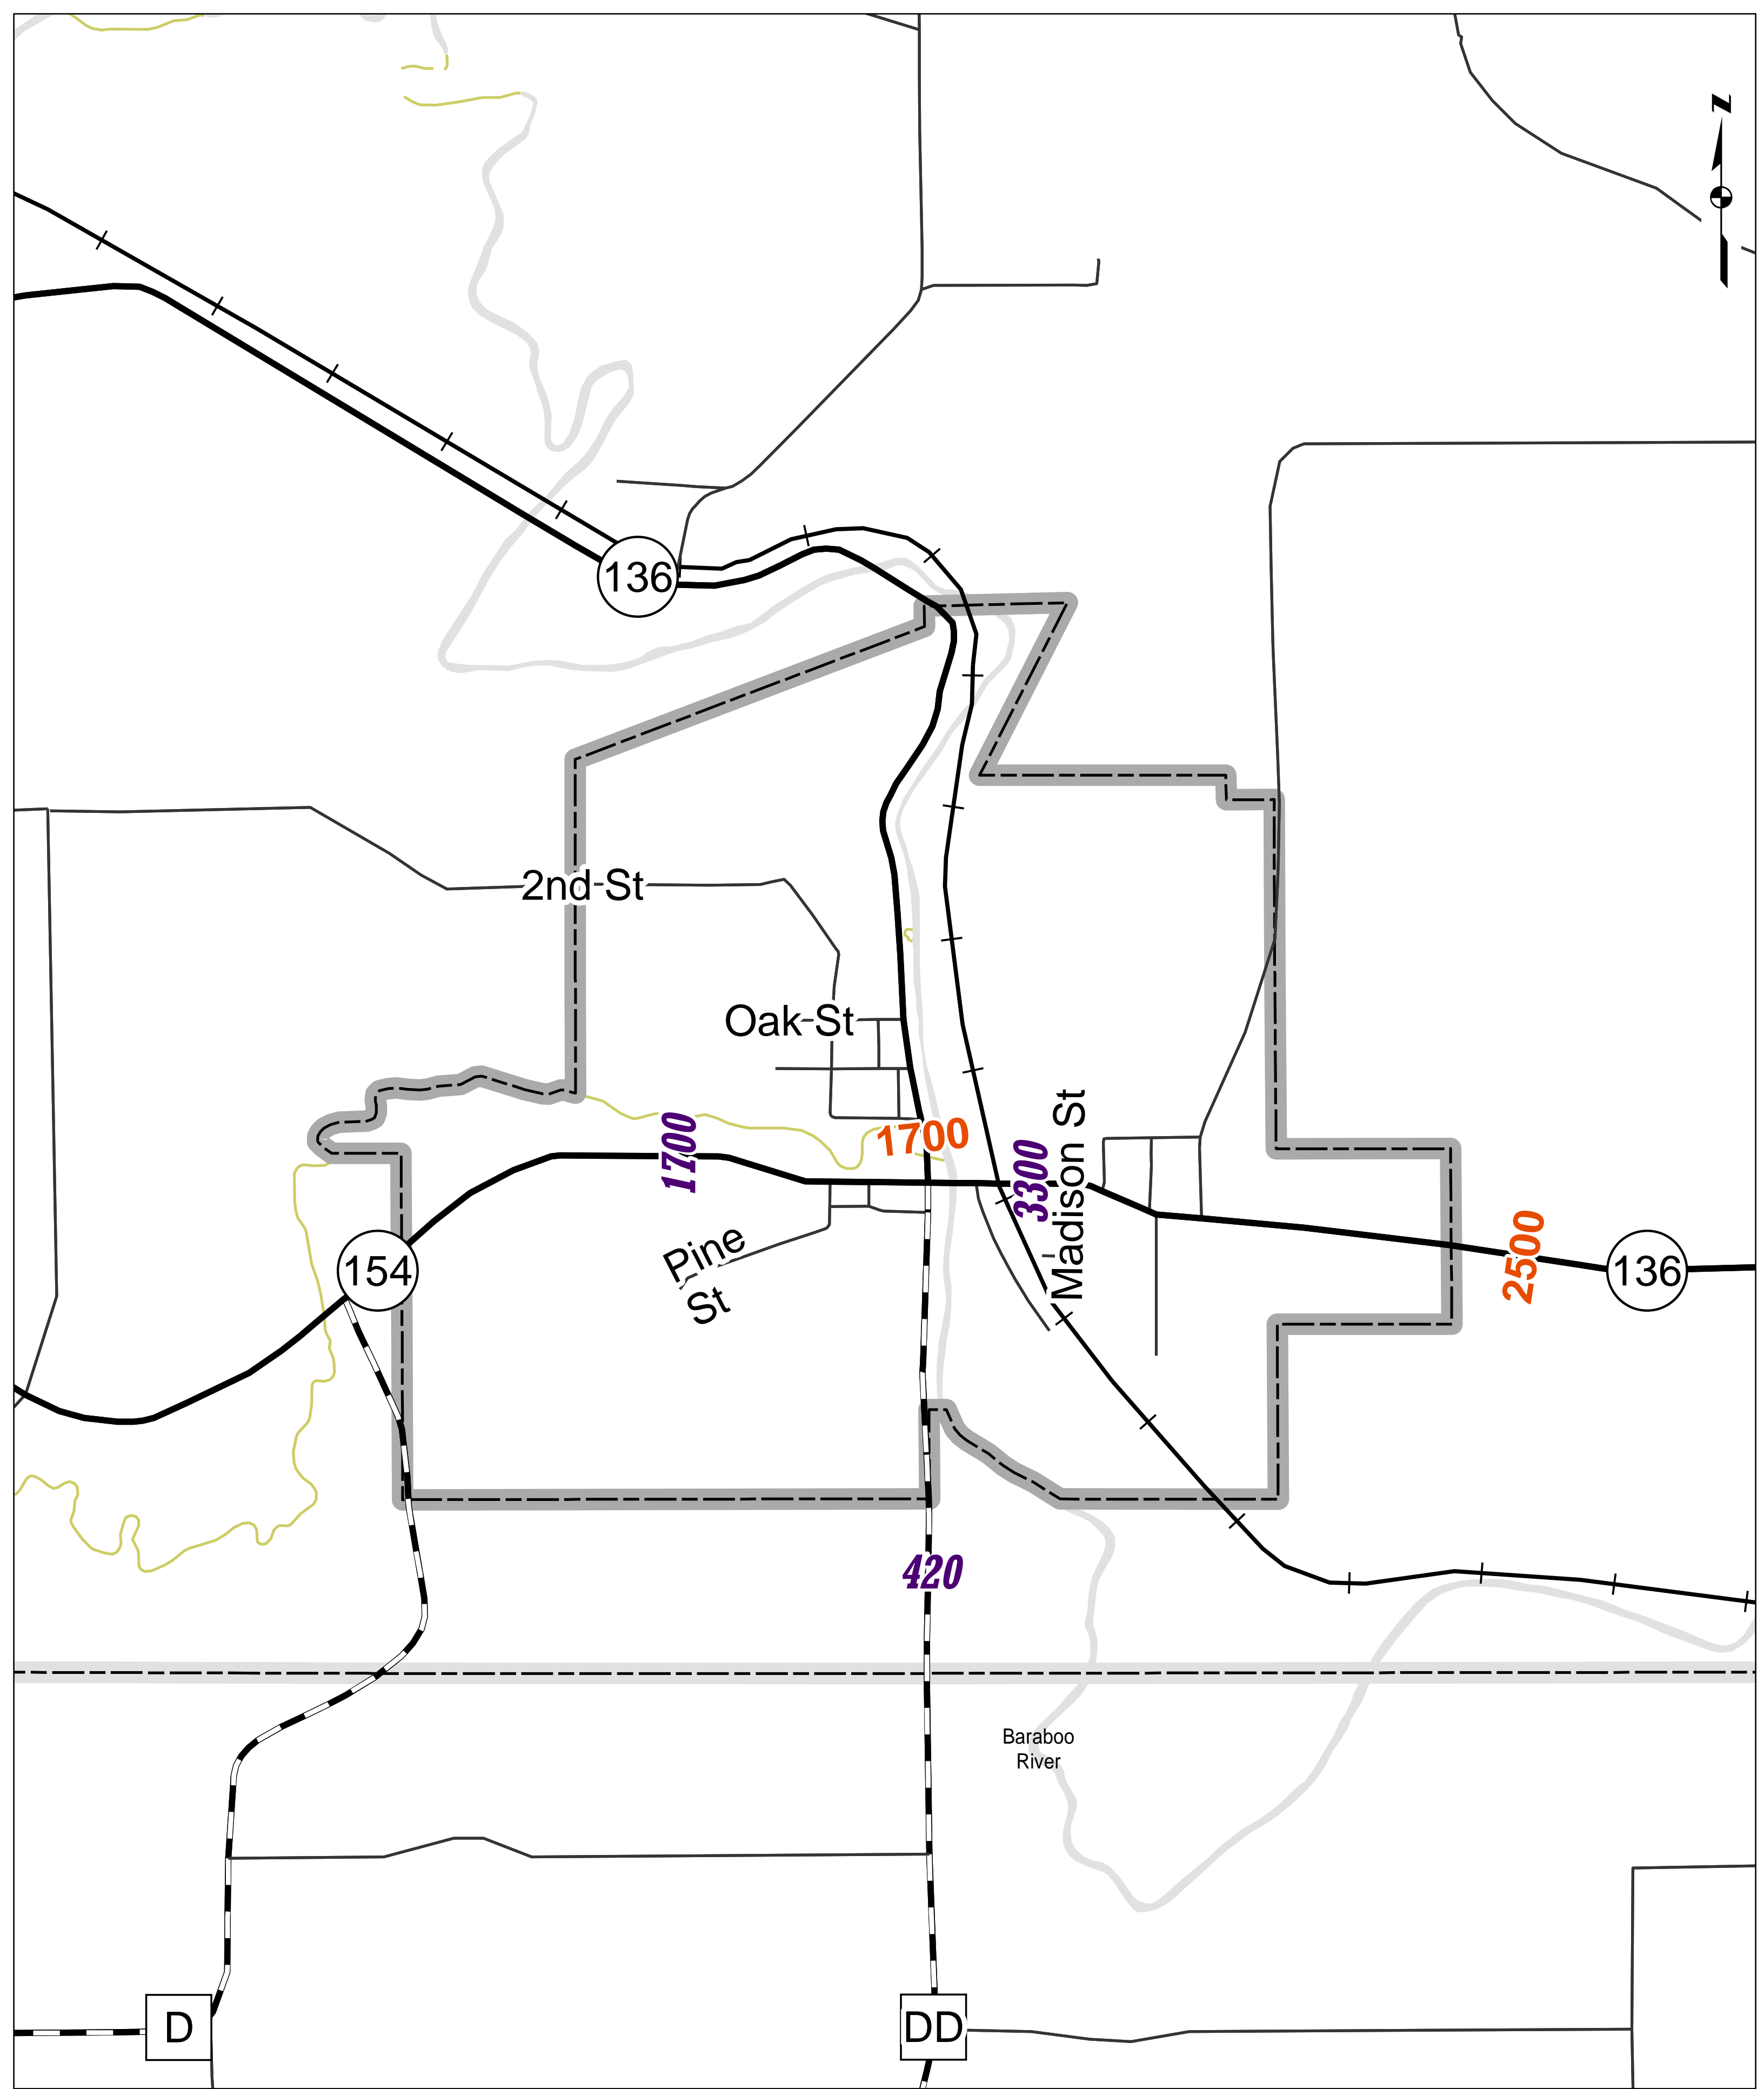 N
136
2nd St
Oak St
1700
1700
3300
Madison St
Pine
St
154
2500
136
420
Baraboo
River
D
DD